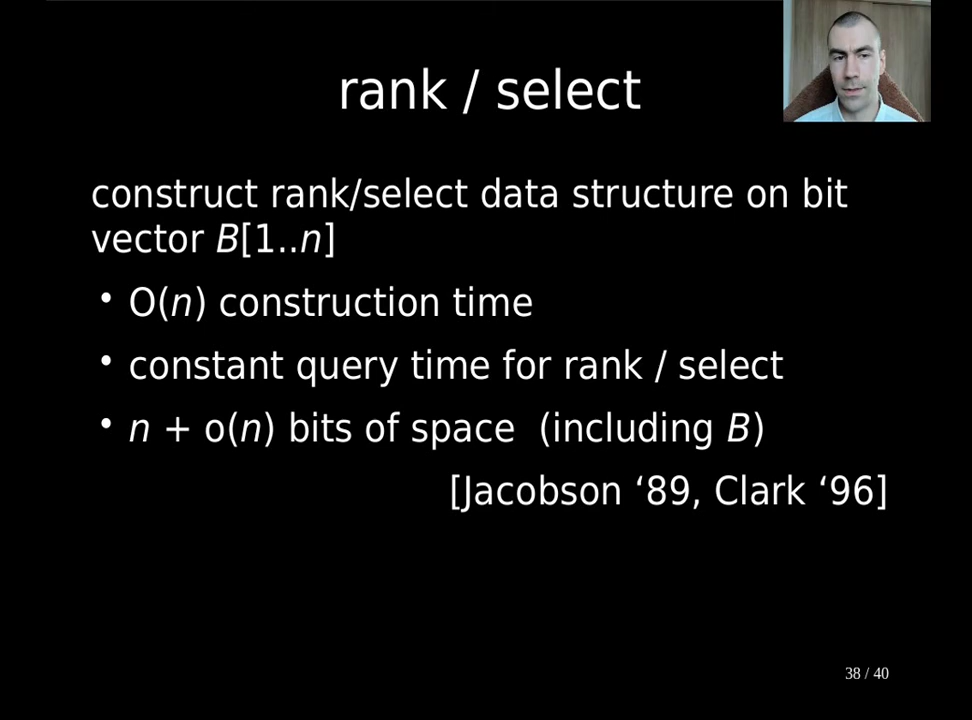 rank / select
construct rank/select data structure on bit
vector B[1..n]
• O(n) construction time
• constant query time for rank / select
• n + o(n) bits of space  (including B)
[Jacobson ‘89, Clark ‘96]
38 / 40